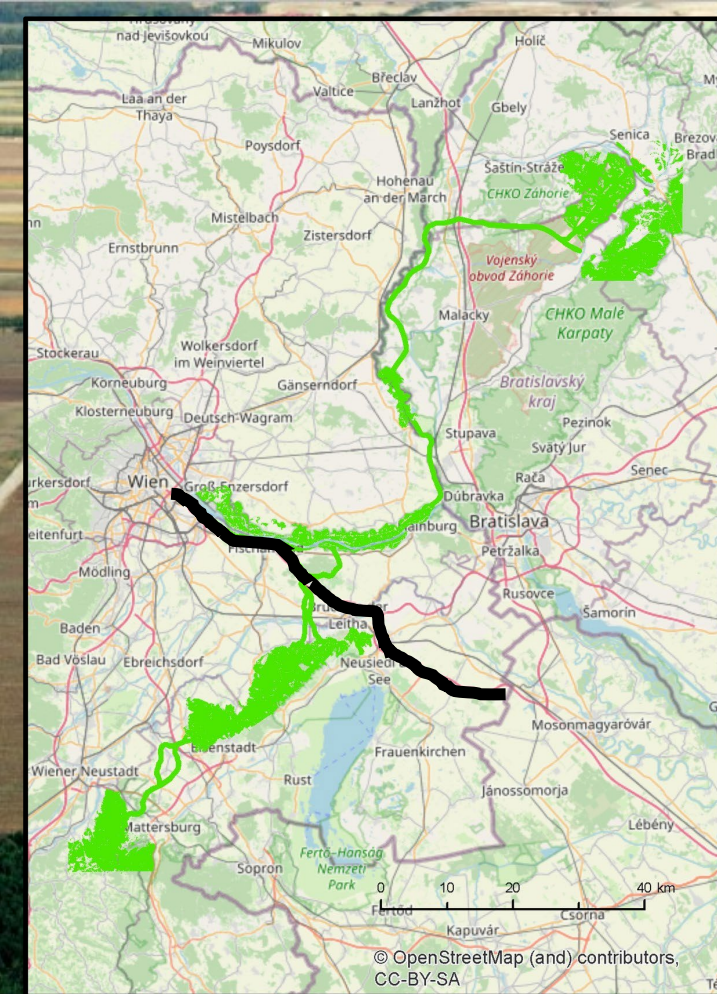 nad Jevišovkou
Mikulov
Holíč
Břeclav
Valtice
Lanžhot
Gbely
Laa an der
Thaya
Senica
Poysdorf
Šaštín-Stráže
Hohenau
an der March
CHKO Záhorie
Mistelbach
Zistersdorf
Ernstbrunn
Vojenský
obvod Záhorie
Malacky
CHKO Malé
Karpaty
Stockerau
Wolkersdorf
im Weinviertel
Korneuburg
Gänserndorf
Bratislavský
kraj
Klosterneuburg
Deutsch-Wagram
Pezinok
Stupava
Svätý Jur
Wien
Groß-Enzersdorf
Rača
Senec
Dúbravka
Bratislava
Petržalka
Mödling
Rusovce
Šamorín
Leitha
Baden
Bad Vöslau
Ebreichsdorf
See
Mosonmagyaróvár
Frauenkirchen
Wiener Neustadt
Rust
Jánossomorja
Mattersburg
Lébény
Fertő-Hanság
Nemzeti
Park
Sopron
0 10 20 40 km
Fertőd
Csorna
Kapuvár
© OpenStreetMap (and) contributors,
CC-BY-SA